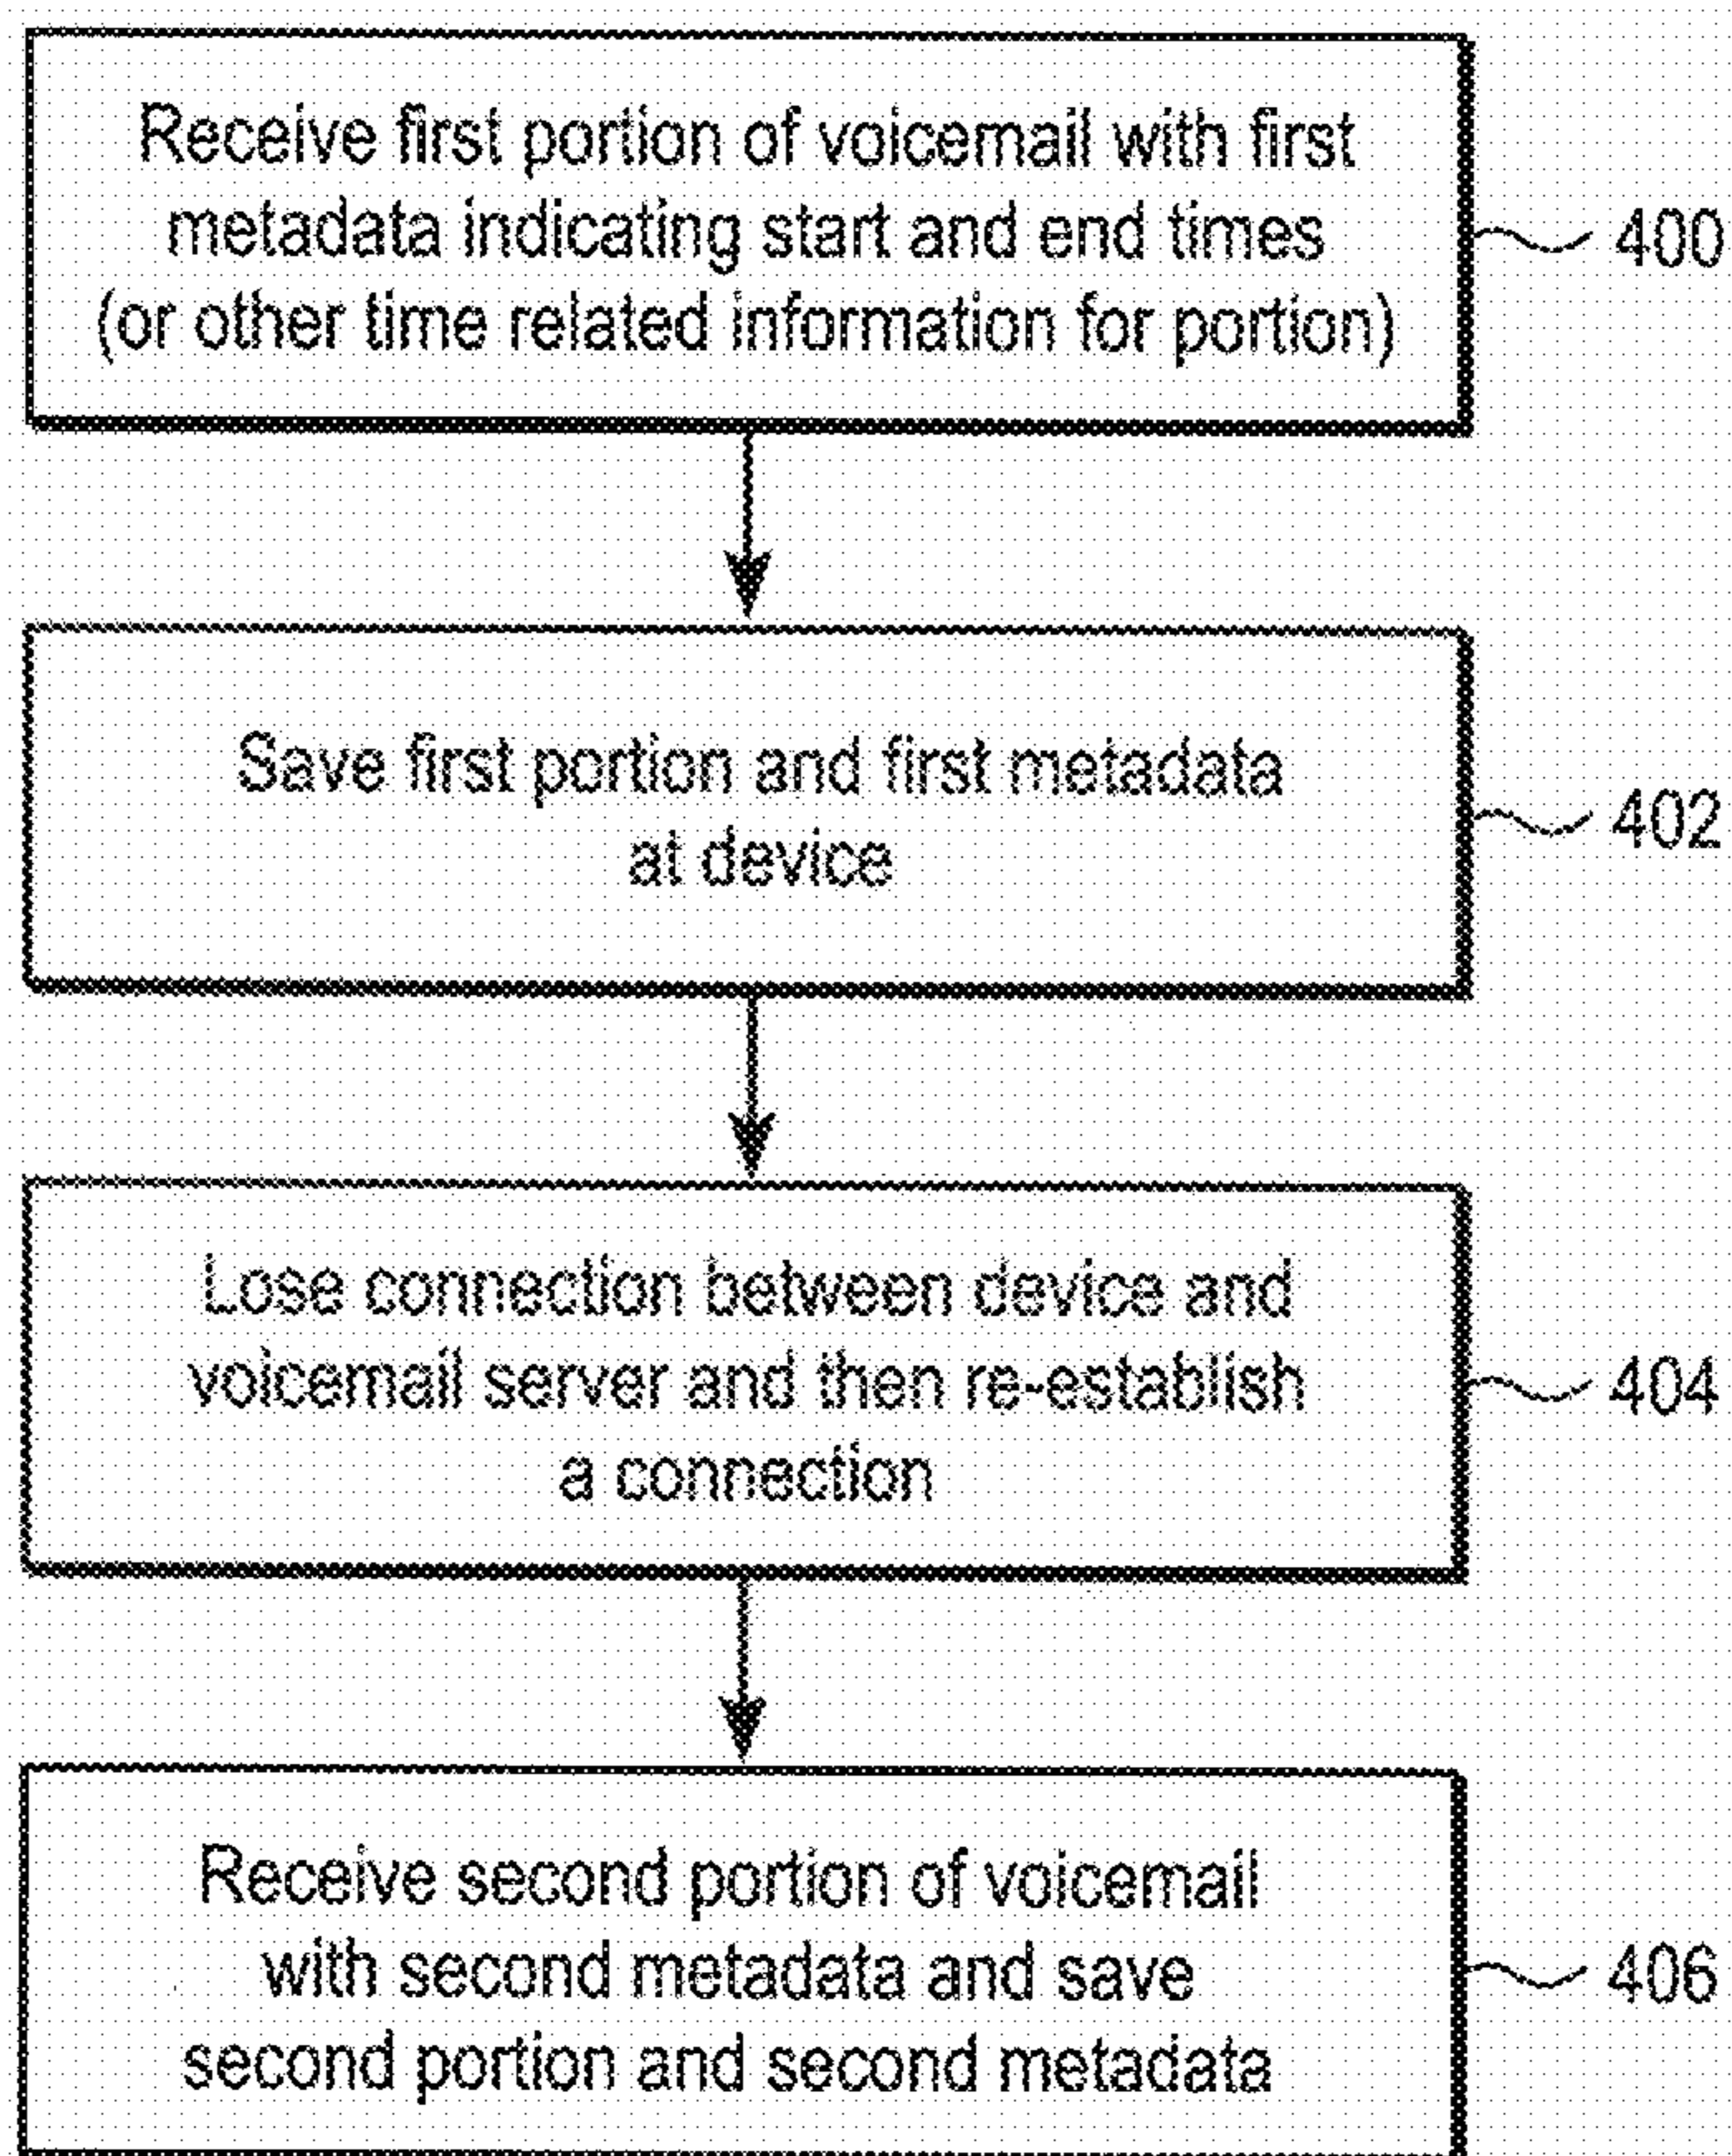 Receive first portion of voicemail with first
metadata indicating start and end times
(or other time related information for portion)
400
Save first portion and first metadata
at device
402
Lose connection between device and
voicemail server and then re-establish
a connection
404
Receive second portion of voicemail
with second metadata and save
second portion and second metadata
406